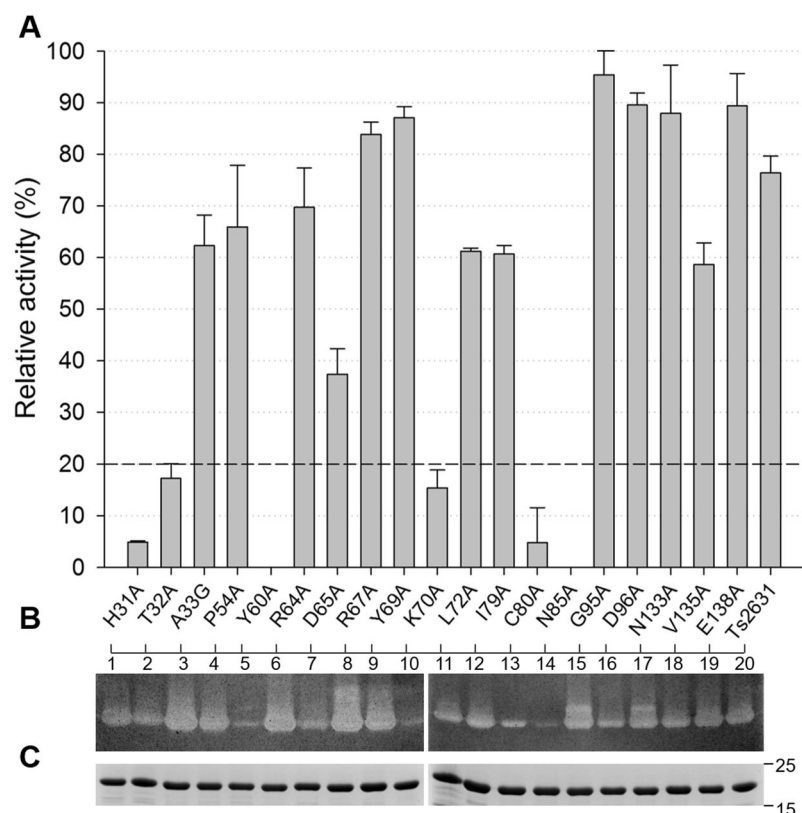 A
Relative activity (%)
100
90
80
70
60
50
40
30
20
10
0
H31A
T32A
A33G
P54A
Y60A
R64A
D65A
R67A
Y69A
K70A
L72A
I79A
C80A
N85A
G95A
D96A
N133A
V135A
E138A
Ts2631
B
1 2 3 4 5 6 7 8 9 10 11 12 13 14 15 16 17 18 19 20
C
25
15